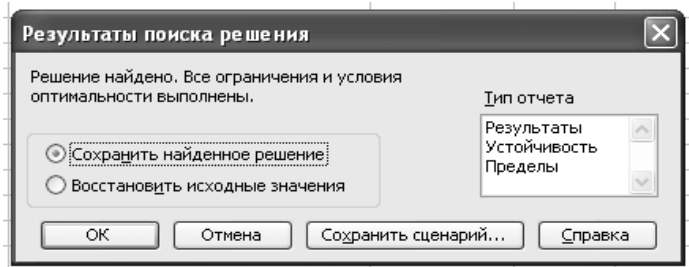 Результаты поиска решения
Решение найдено. Все ограничения и условия
оптимальности выполнены.
Тип отчета
Результаты
Устойчивость
Пределы
Сохранить найденное решение
Восстановить исходные значения
ОК
Отмена
Сохранить сценарий...
Справка